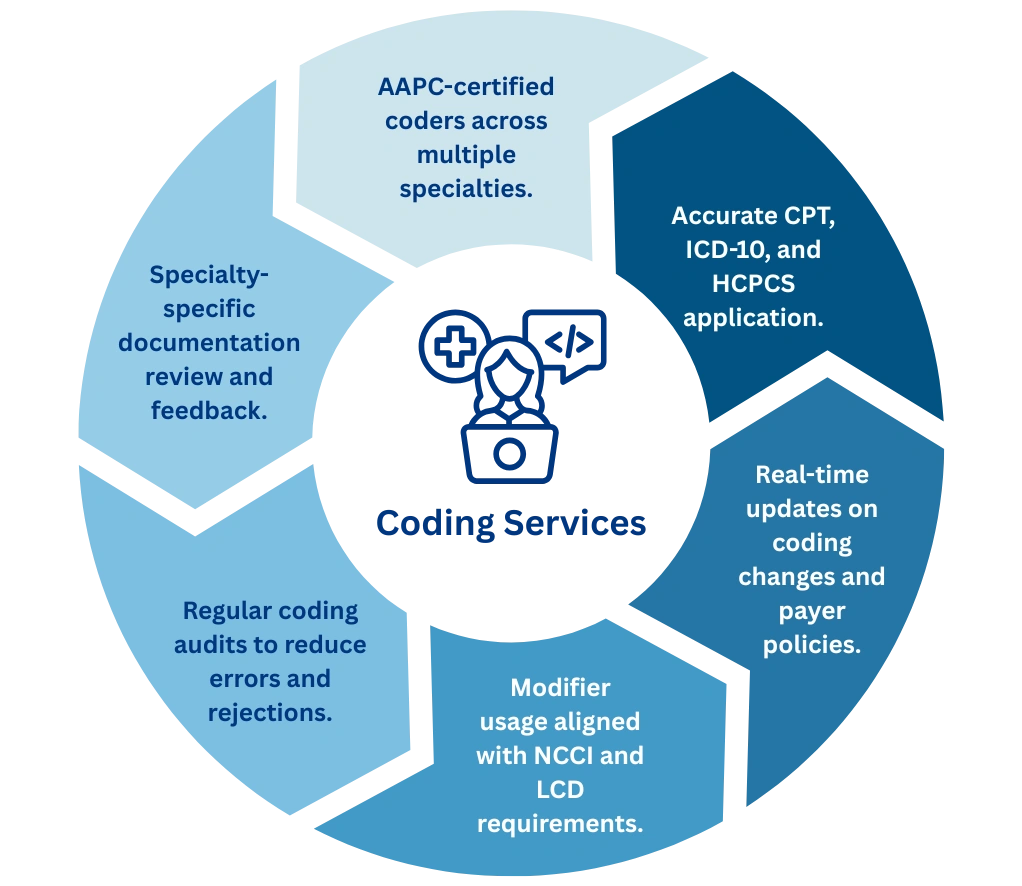 AAPC-certified
coders across
multiple
specialties.
Accurate CPT,
ICD-10, and
HCPCS
application.
Real-time
updates on
coding
changes and
payer
policies.
Modifier
usage aligned
with NCCI and
LCD
requirements.
Regular coding
audits to reduce
errors and
rejections.
Specialty-
specific
documentation
review and
feedback.
</>
Coding Services